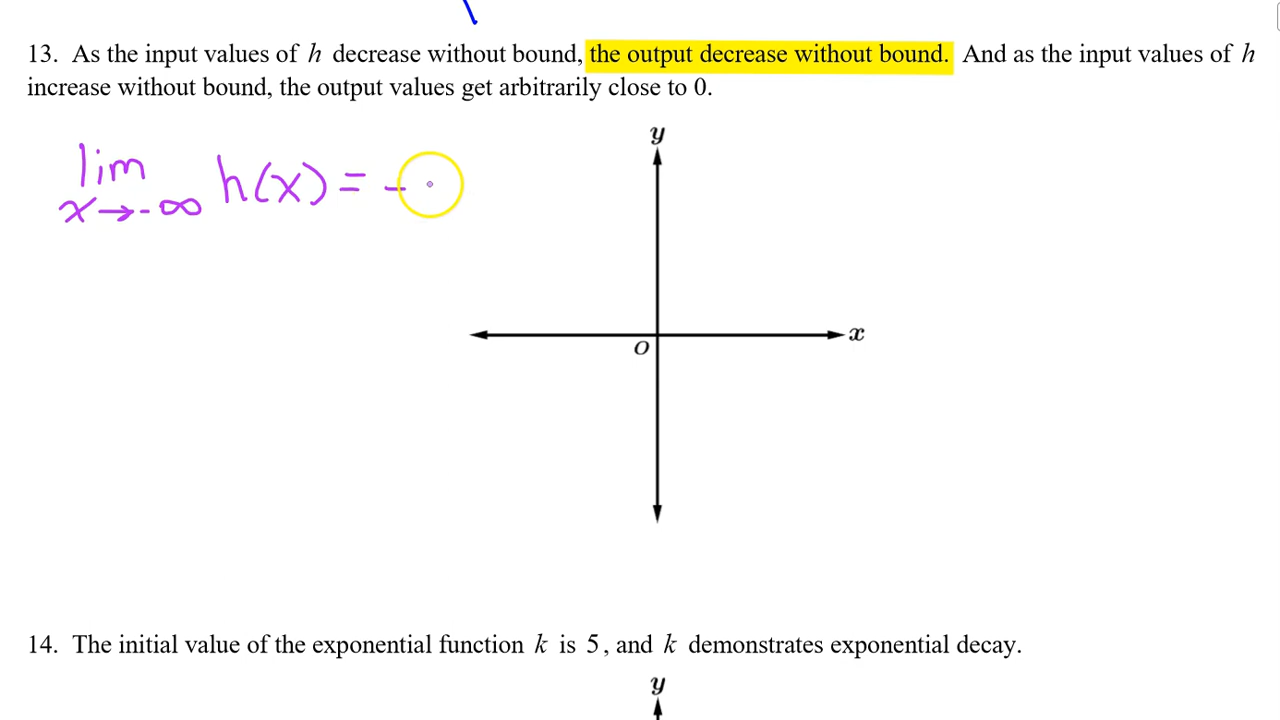 13. As the input values of h decrease without bound, the output decrease without bound. And as the input values of h
increase without bound, the output values get arbitrarily close to 0.
y
lim h(x) = -
x→-∞
x
O
14. The initial value of the exponential function k is 5, and k demonstrates exponential decay.
y